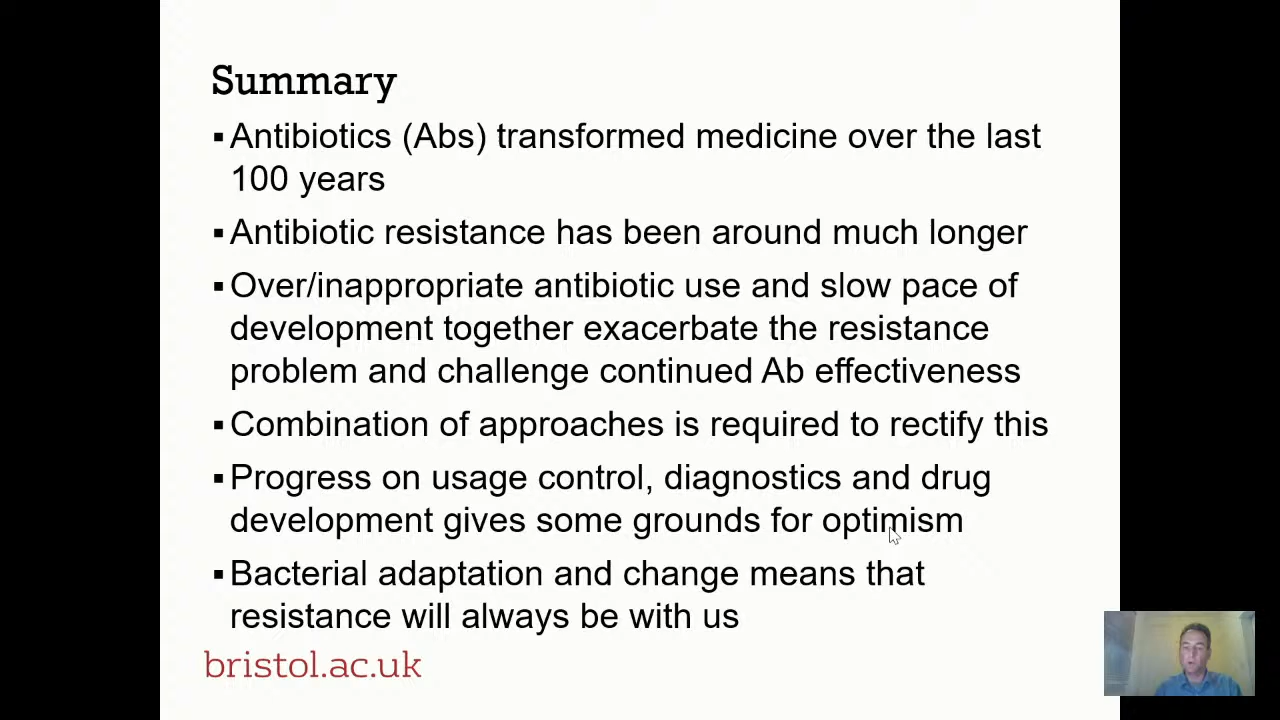 Summary
▪Antibiotics (Abs) transformed medicine over the last
100 years
▪Antibiotic resistance has been around much longer
▪Over/inappropriate antibiotic use and slow pace of
development together exacerbate the resistance
problem and challenge continued Ab effectiveness
▪Combination of approaches is required to rectify this
▪Progress on usage control, diagnostics and drug
development gives some grounds for optimism
▪Bacterial adaptation and change means that
resistance will always be with us
bristol.ac.uk